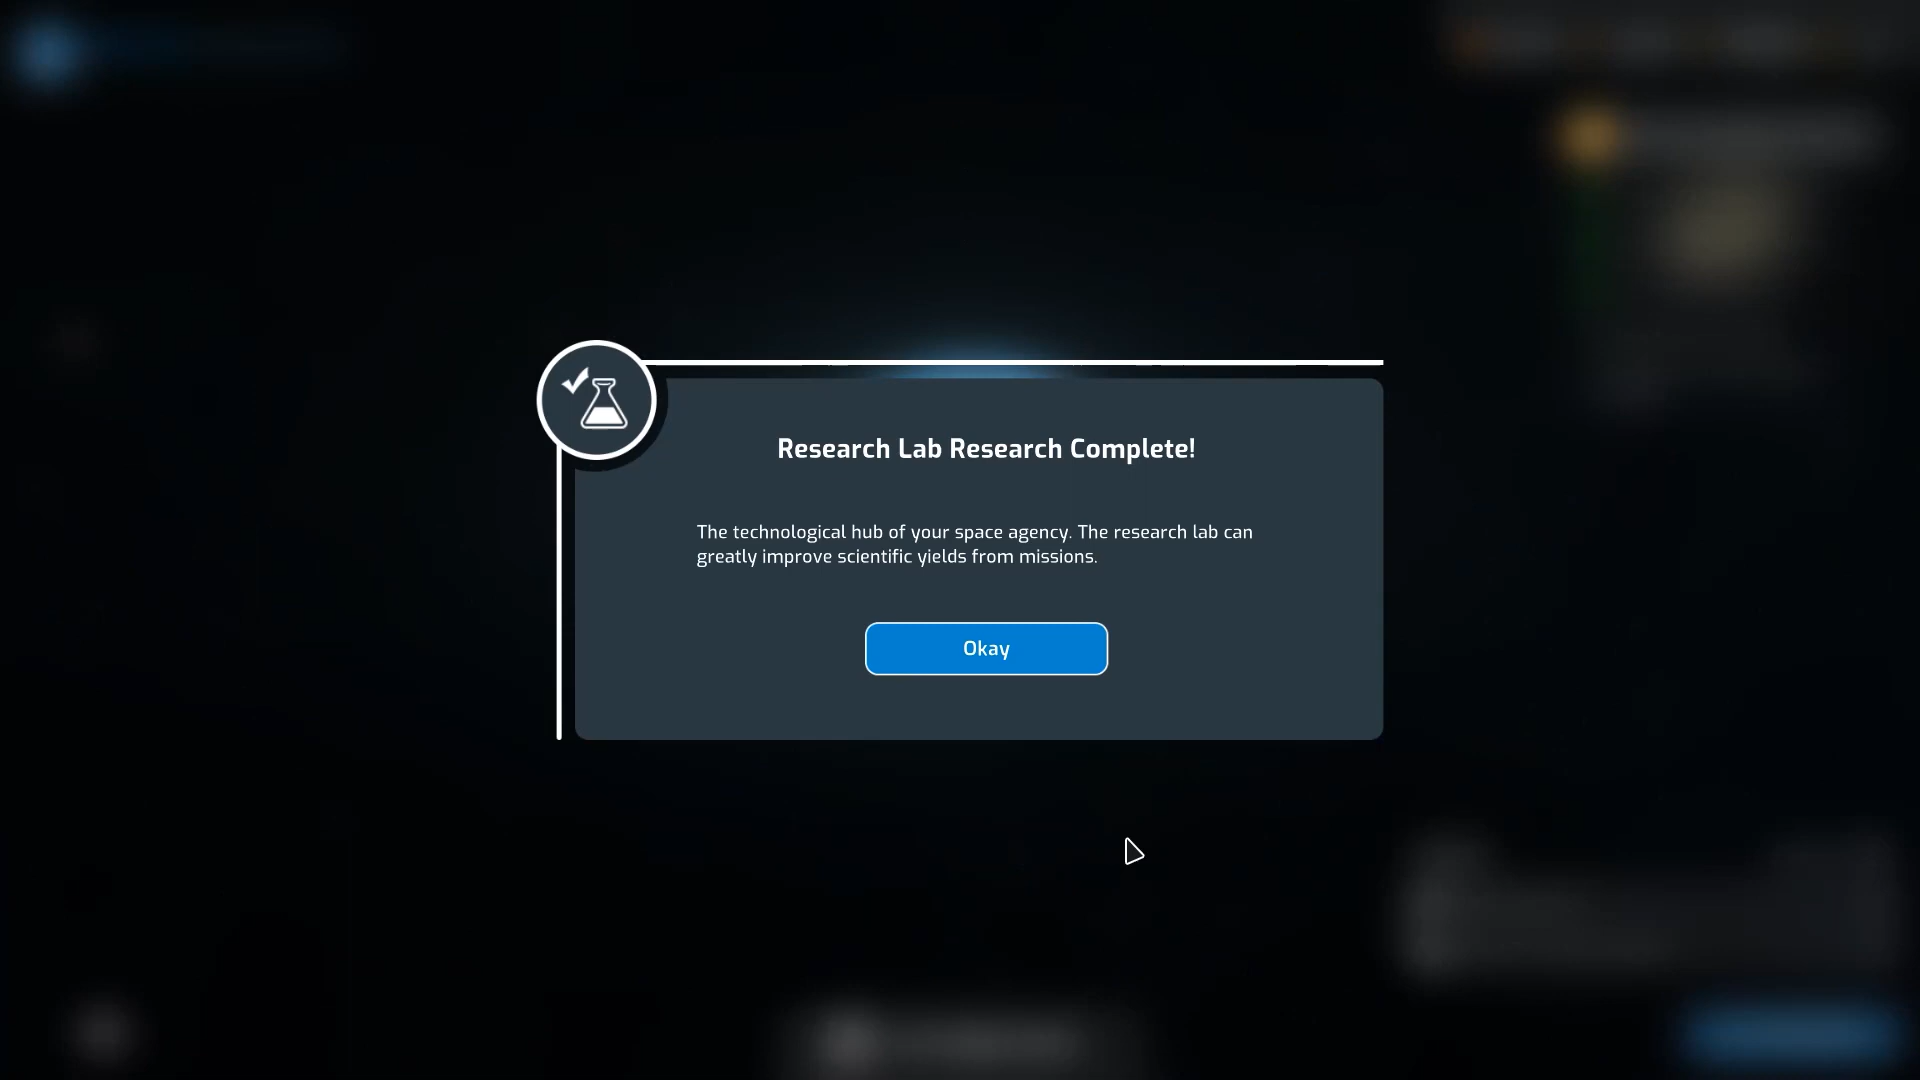 Research Lab Research Complete!
The technological hub of your space agency. The research lab can
greatly improve scientific yields from missions.
Okay